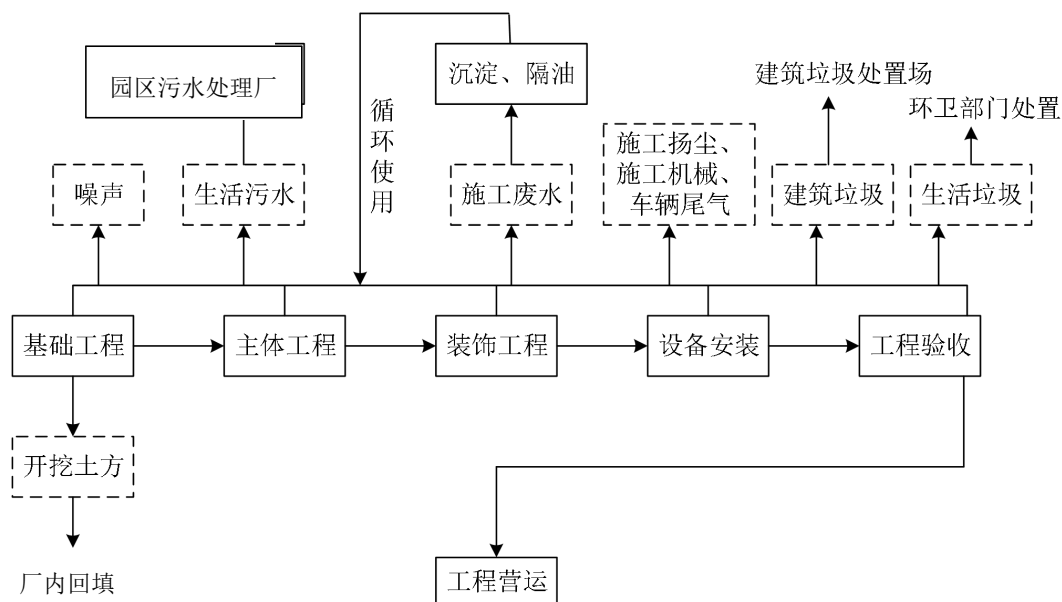 园区污水处理厂
沉淀、隔油
建筑垃圾处置场
环卫部门处置
循
环
使
用
噪声
生活污水
施工废水
施工扬尘、
施工机械、
车辆尾气
建筑垃圾
生活垃圾
基础工程
主体工程
装饰工程
设备安装
工程验收
开挖土方
厂内回填
工程营运